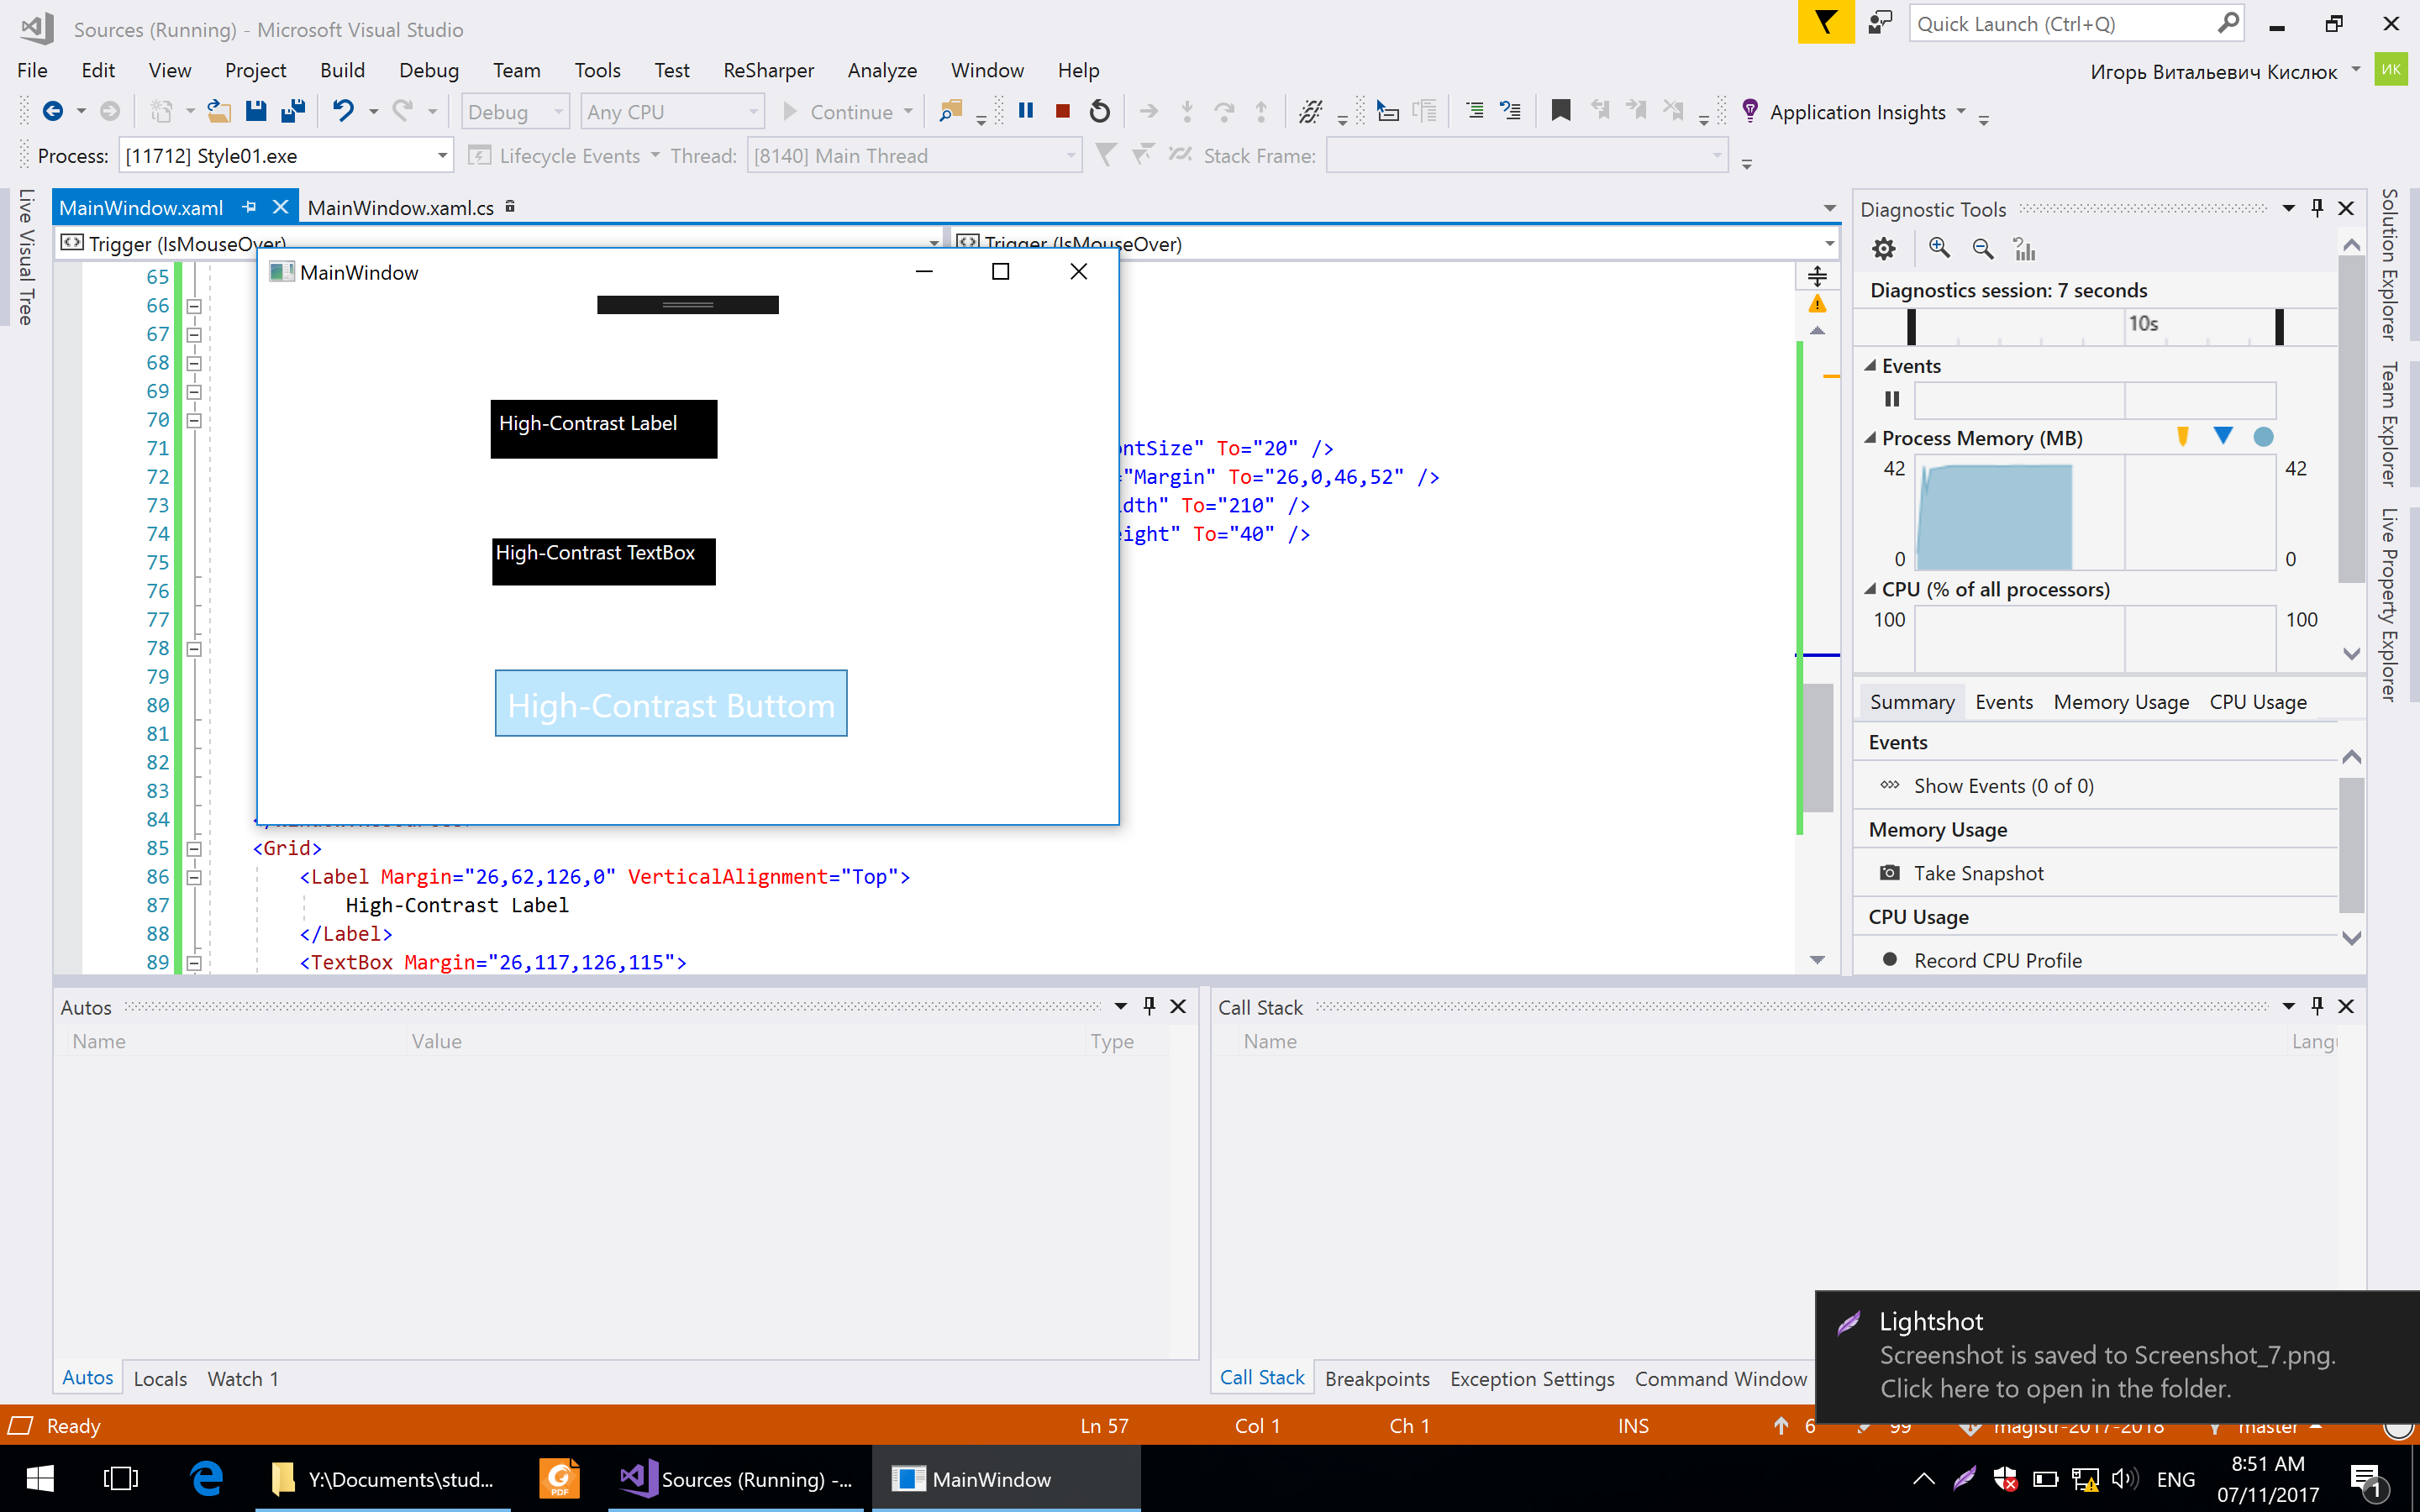 Sources (Running) - Microsoft Visual Studio
Quick Launch (Ctrl+Q)
File Edit View Project Build Debug Team Tools Test ReSharper Analyze Window Help
Игорь Витальевич Кислюк
ИК
Debug Any CPU Continue Application Insights
Process: [11712] Style01.exe Lifecycle Events Thread: [8140] Main Thread Stack Frame:
Live Visual Tree
MainWindow.xaml MainWindow.xaml.cs
Trigger (IsMouseOver) Trigger (IsMouseOver)
MainWindow
High-Contrast Label
High-Contrast TextBox
High-Contrast Buttom
65
66
67
68
69
70
71 ontSize" To="20" />
72 ="Margin" To="26,0,46,52" />
73 idth" To="210" />
74 eight" To="40" />
75
76
77
78
79
80
81
82
83
84
85 <Grid>
86 <Label Margin="26,62,126,0" VerticalAlignment="Top">
87 High-Contrast Label
88 </Label>
89 <TextBox Margin="26,117,126,115">
Diagnostic Tools
Diagnostics session: 7 seconds
10s
Events
Process Memory (MB)
42 42
0 0
CPU (% of all processors)
100 100
Summary Events Memory Usage CPU Usage
Events
Show Events (0 of 0)
Memory Usage
Take Snapshot
CPU Usage
Record CPU Profile
Solution Explorer
Team Explorer
Live Property Explorer
Autos
Name Value Type
Autos Locals Watch 1
Call Stack
Name Langu
Call Stack Breakpoints Exception Settings Command Window
Lightshot
Screenshot is saved to Screenshot_7.png.
Click here to open in the folder.
Ready Ln 57 Col 1 Ch 1 INS 6 99 magistr-2017-2018 master
Y:\Documents\stud... PDF Sources (Running) -... MainWindow ENG
8:51 AM
07/11/2017
1